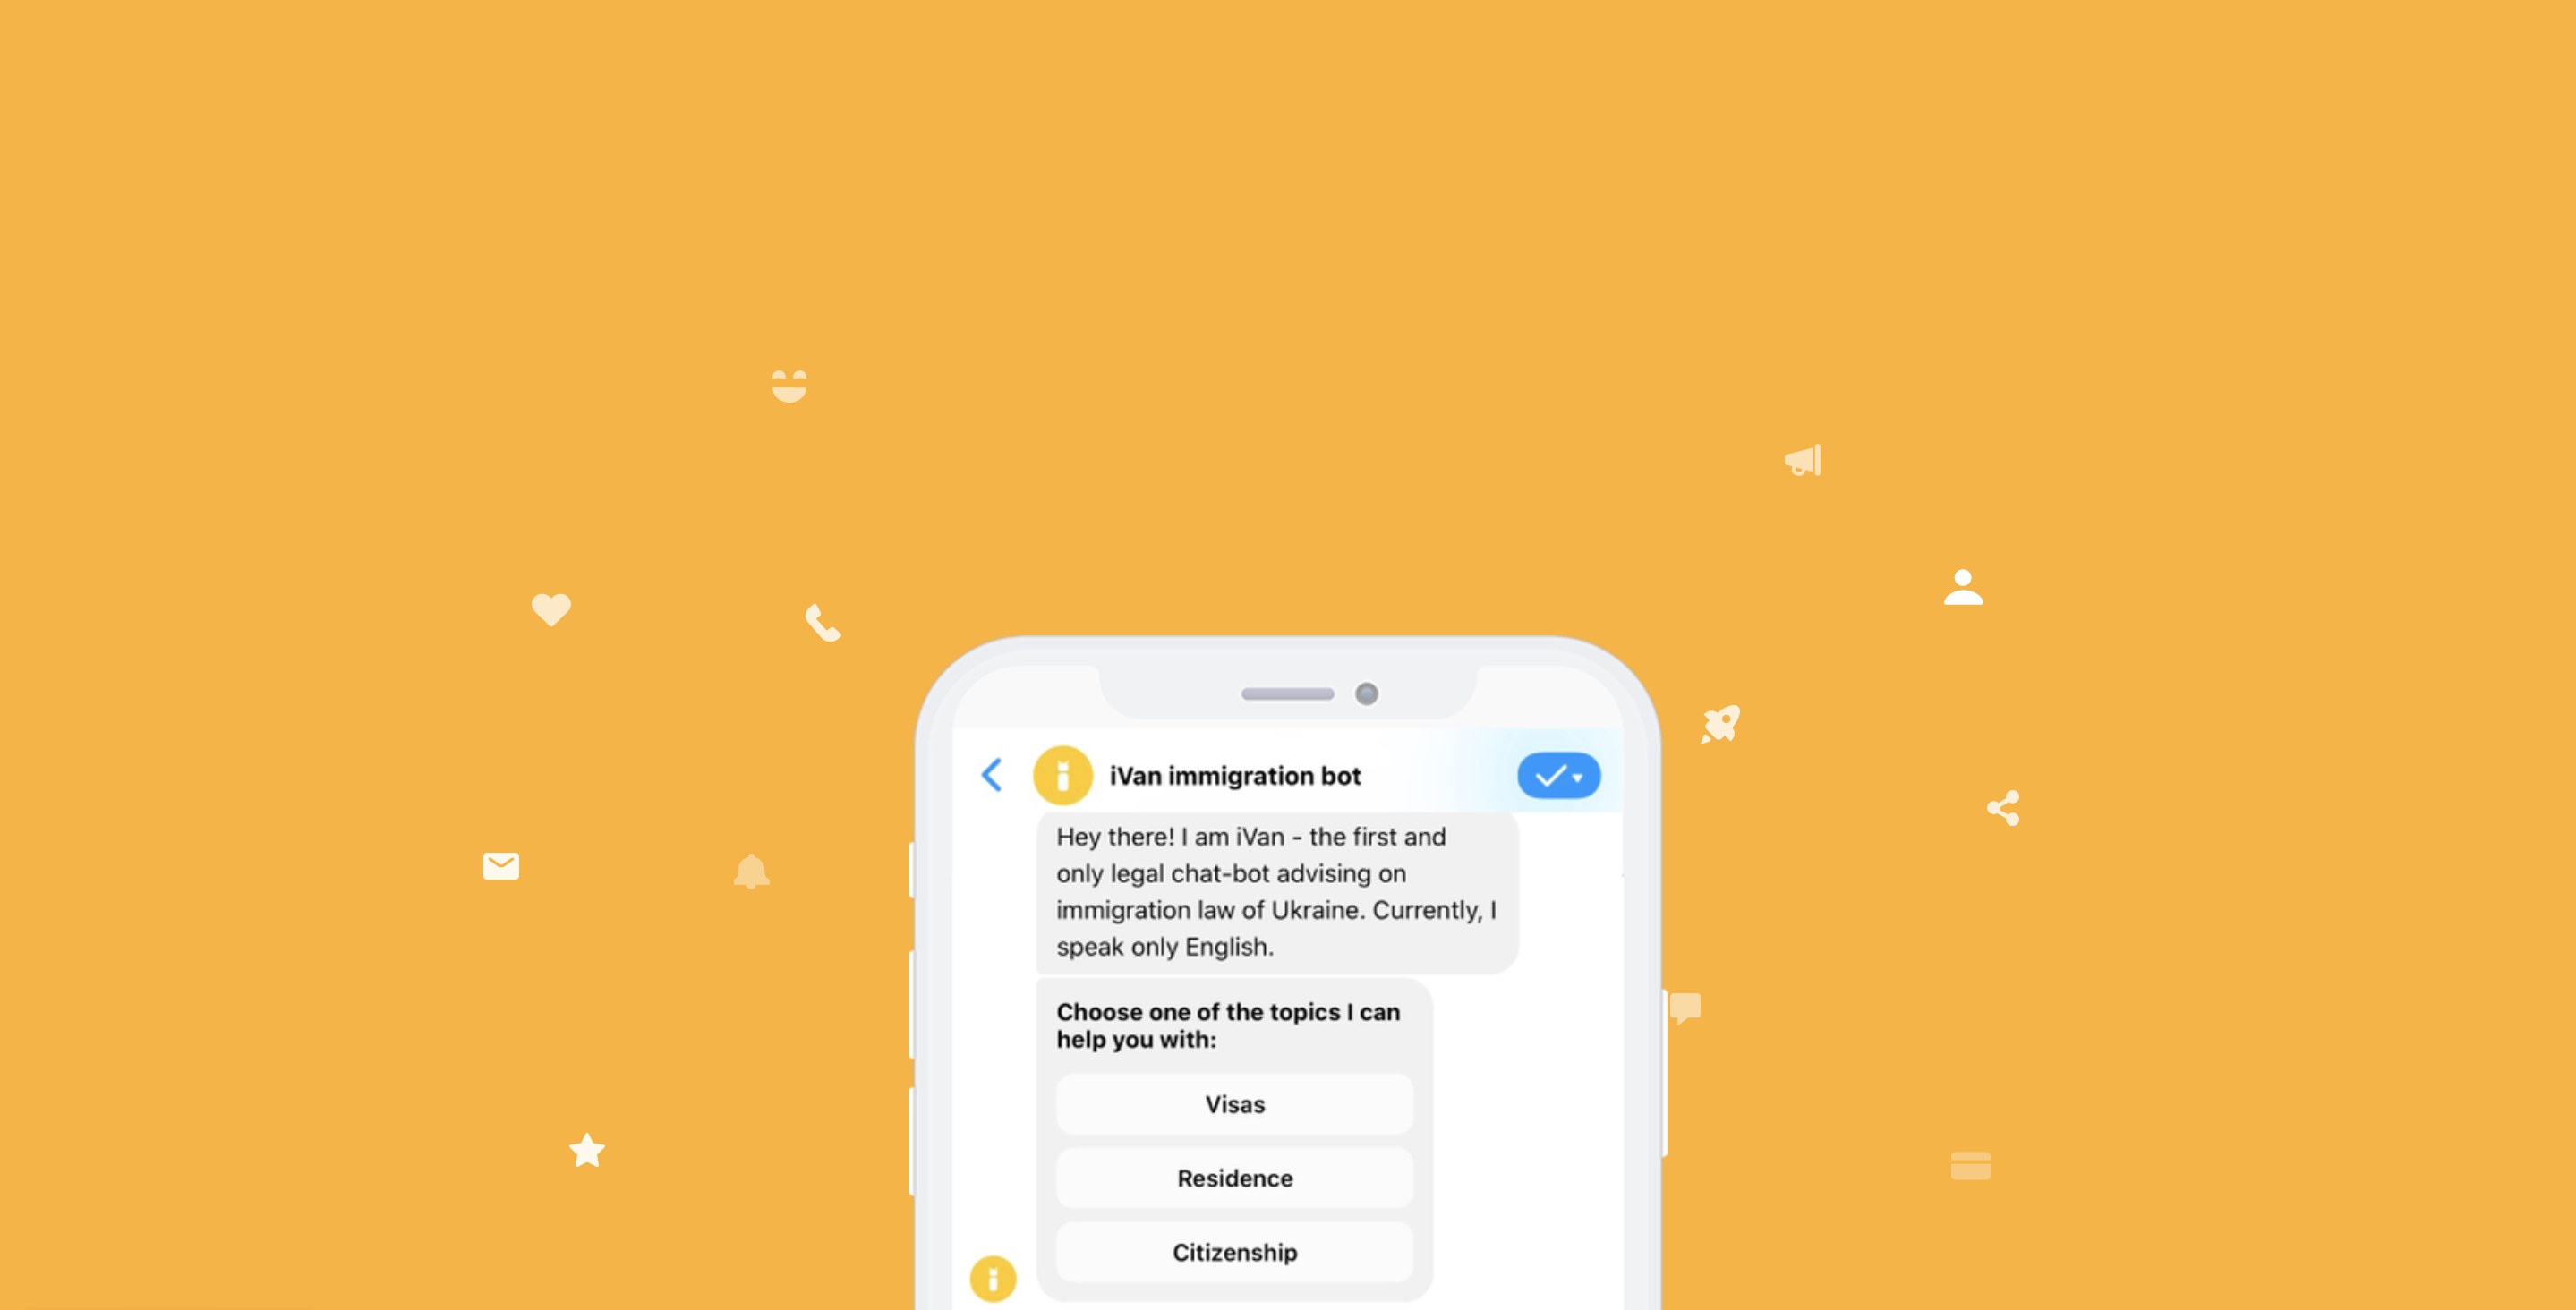 iVan immigration bot
Hey there! I am iVan - the first and
only legal chat-bot advising on
immigration law of Ukraine. Currently, I
speak only English.
Choose one of the topics I can
help you with:
Visas
Residence
Citizenship